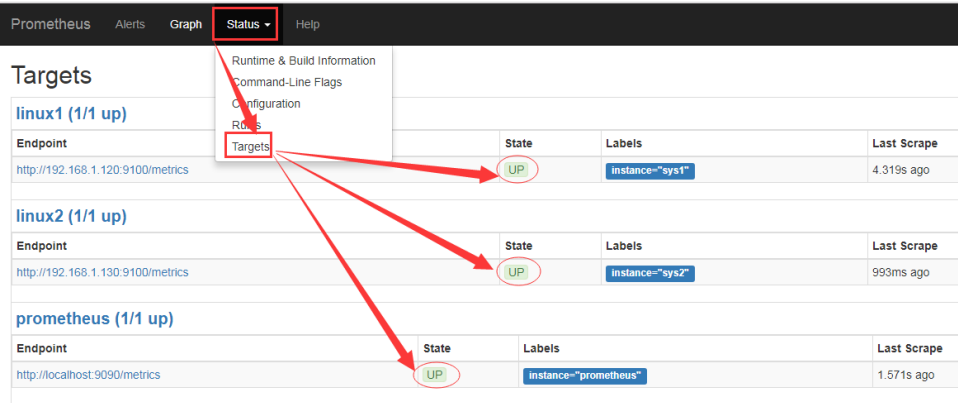 Prometheus Alerts Graph Status Help
Runtime & Build Information
Command-Line Flags
Configuration
Rules
Targets
Targets
linux1 (1/1 up)
Endpoint State Labels Last Scrape
http://192.168.1.120:9100/metrics UP instance="sys1" 4.319s ago
linux2 (1/1 up)
Endpoint State Labels Last Scrape
http://192.168.1.130:9100/metrics UP instance="sys2" 993ms ago
prometheus (1/1 up)
Endpoint State Labels Last Scrape
http://localhost:9090/metrics UP instance="prometheus" 1.571s ago